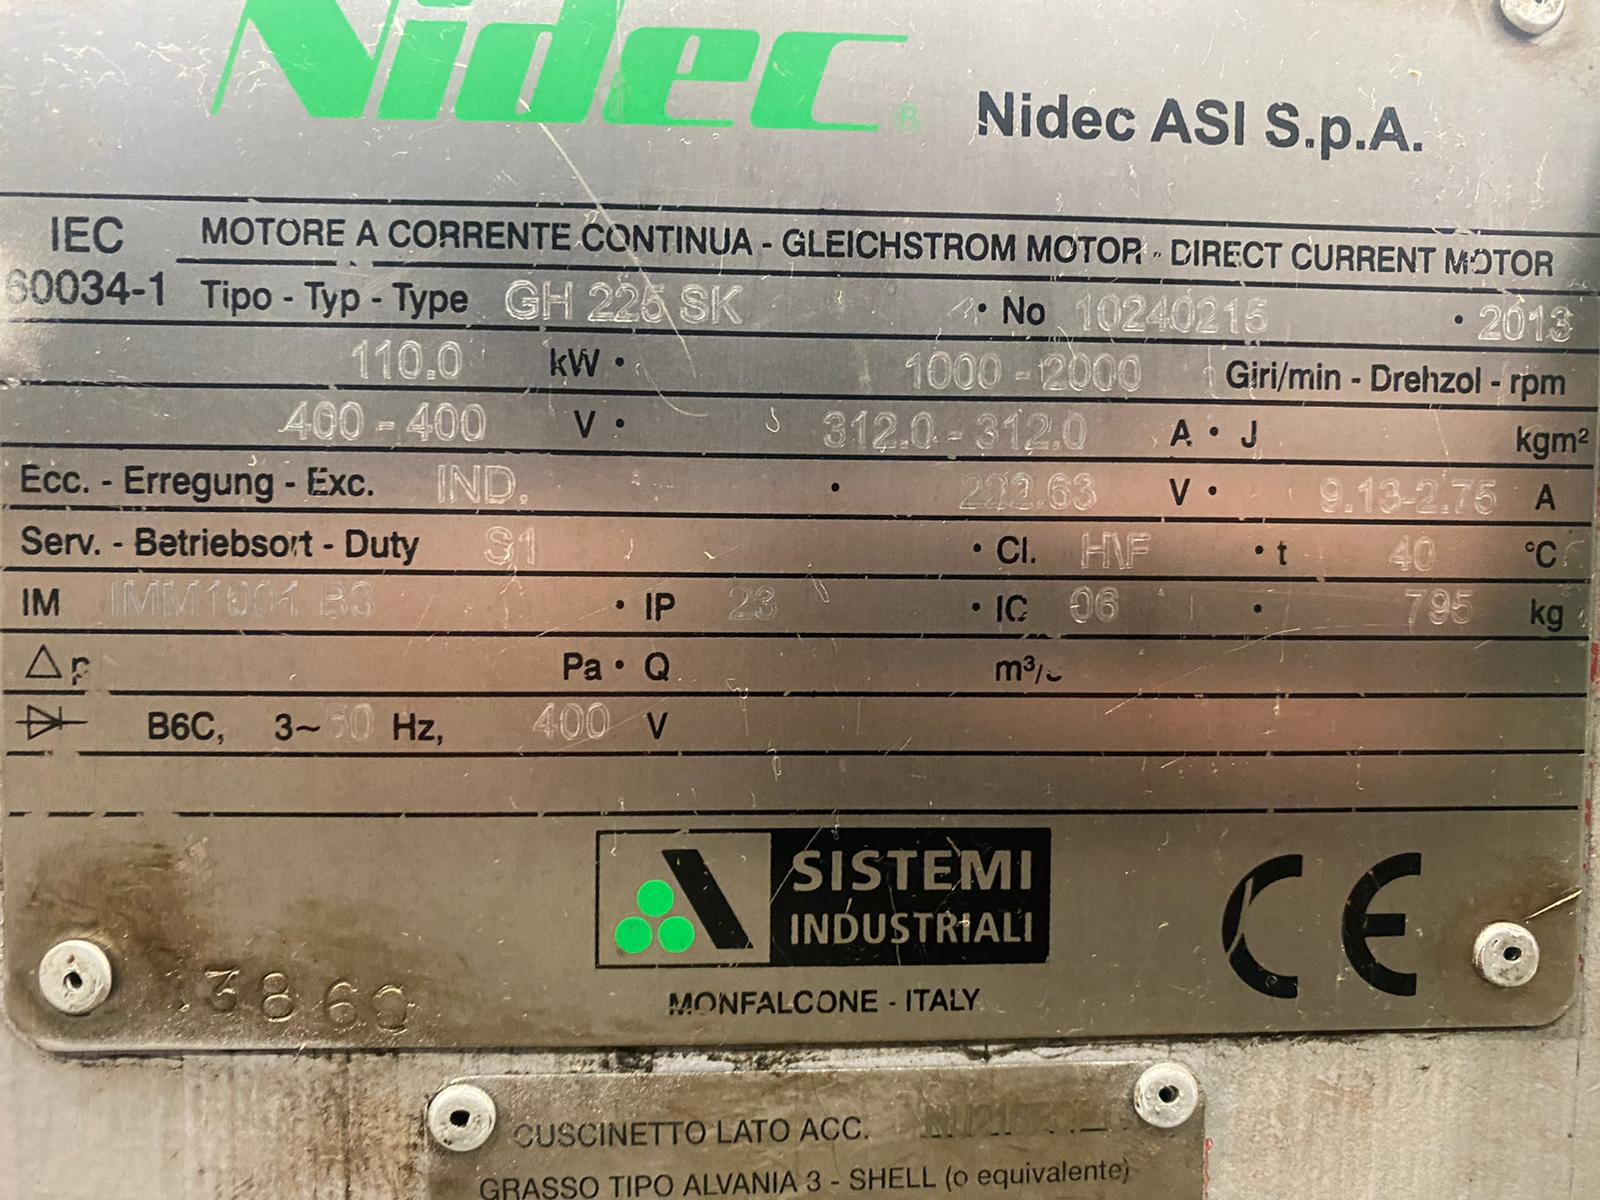 Nidec ®
Nidec ASI S.p.A.
IEC 60034-1
MOTORE A CORRENTE CONTINUA - GLEICHSTROM MOTOR - DIRECT CURRENT MOTOR
Tipo - Typ - Type GH 225 SK • No 10240215 • 2013
110.0 kW • 1000 - 2000 Giri/min - Drehzol - rpm
400 - 400 V • 312.0 - 312.0 A • J kgm²
Ecc. - Erregung - Exc. IND. • V • 9.13-2.75 A
Serv. - Betriebsort - Duty S1 • Cl. H\F • t 40 °C
IM IMM1001 B3 • IP 23 • IC 06 • 795 kg
△p Pa • Q m³/s
B6C, 3~50 Hz, 400 V
SISTEMI
INDUSTRIALI
CE
MONFALCONE - ITALY
3860
CUSCINETTO LATO ACC.
GRASSO TIPO ALVANIA 3 - SHELL (o equivalente)